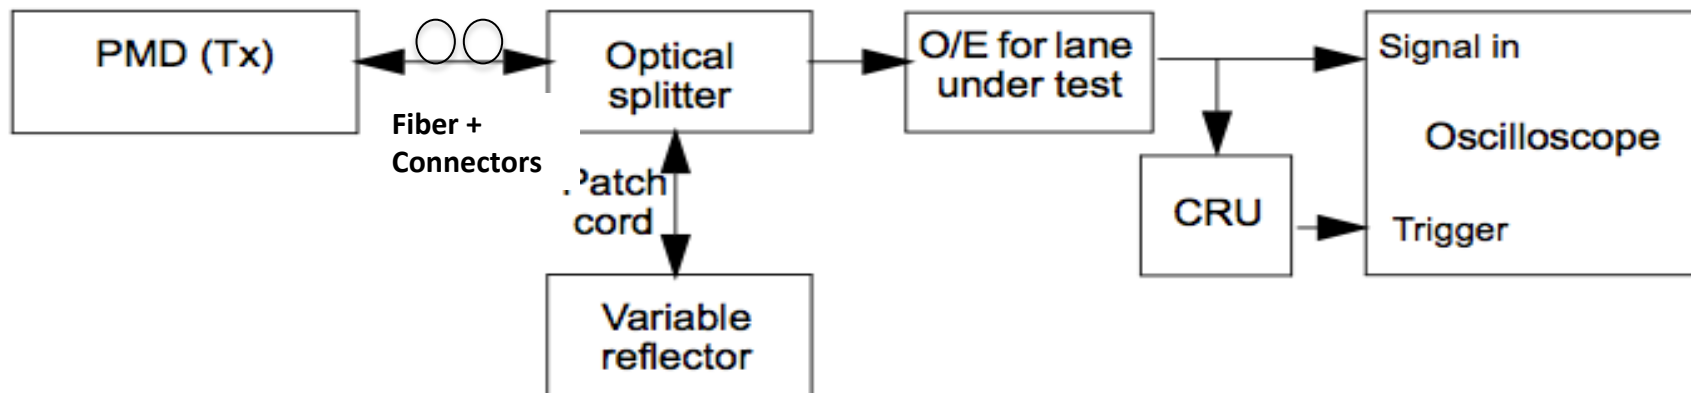 PMD (Tx)
Fiber +
Connectors
Optical
splitter
O/E for lane
under test
Signal in
Oscilloscope
Trigger
CRU
Patch
cord
Variable
reflector